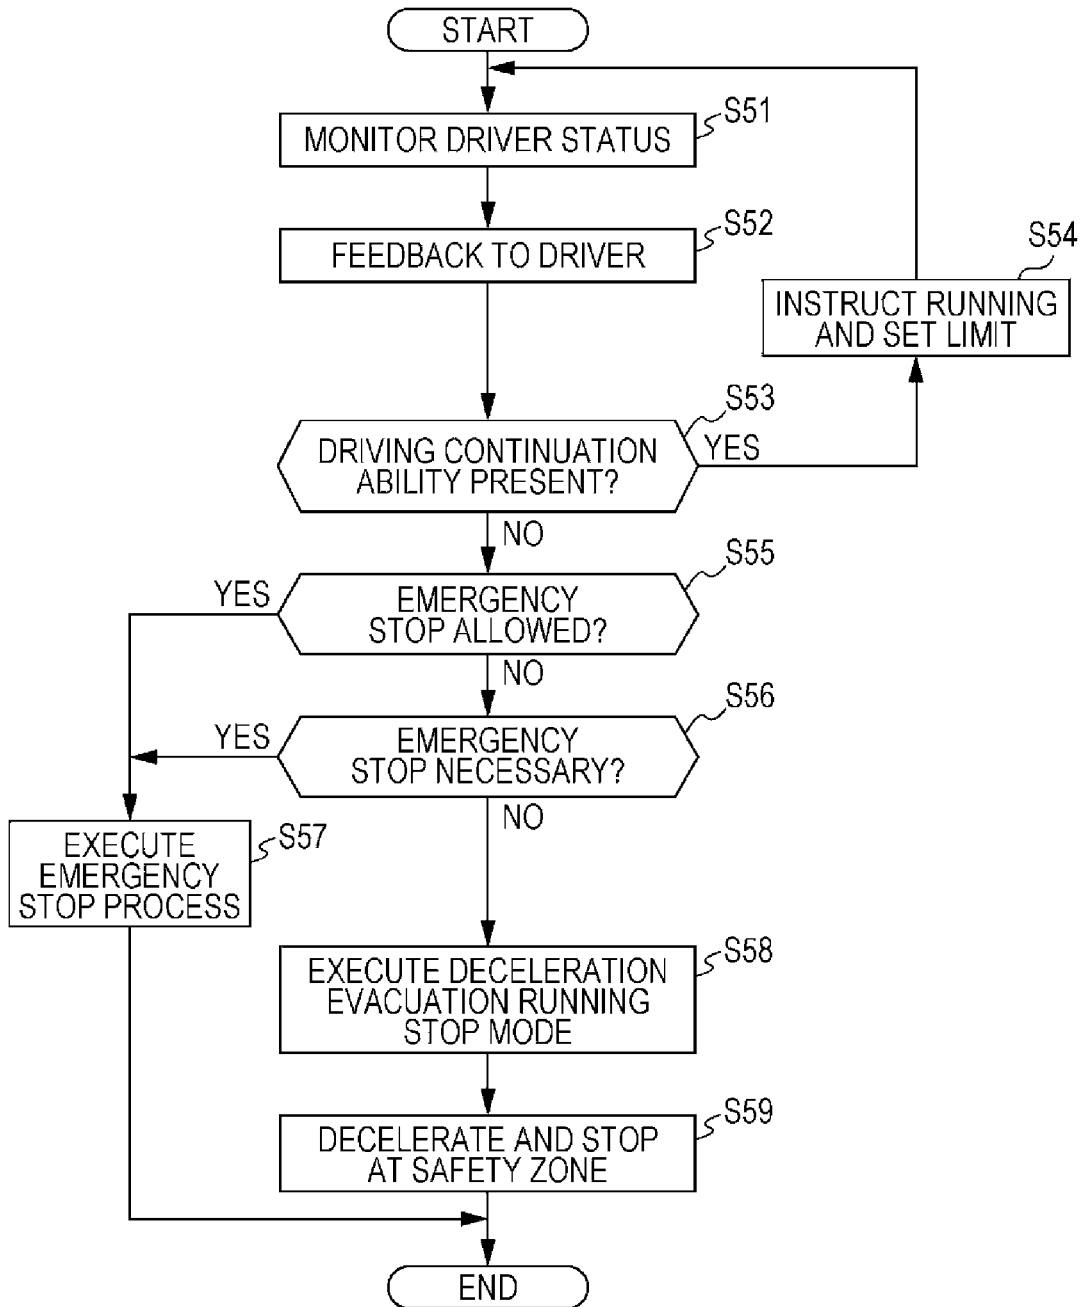 START
S51
MONITOR DRIVER STATUS
S52
FEEDBACK TO DRIVER
S54
INSTRUCT RUNNING
AND SET LIMIT
S53
DRIVING CONTINUATION
ABILITY PRESENT?
YES
NO
S55
YES
EMERGENCY
STOP ALLOWED?
NO
S56
YES
EMERGENCY
STOP NECESSARY?
NO
S57
EXECUTE
EMERGENCY
STOP PROCESS
S58
EXECUTE DECELERATION
EVACUATION RUNNING
STOP MODE
S59
DECELERATE AND STOP
AT SAFETY ZONE
END